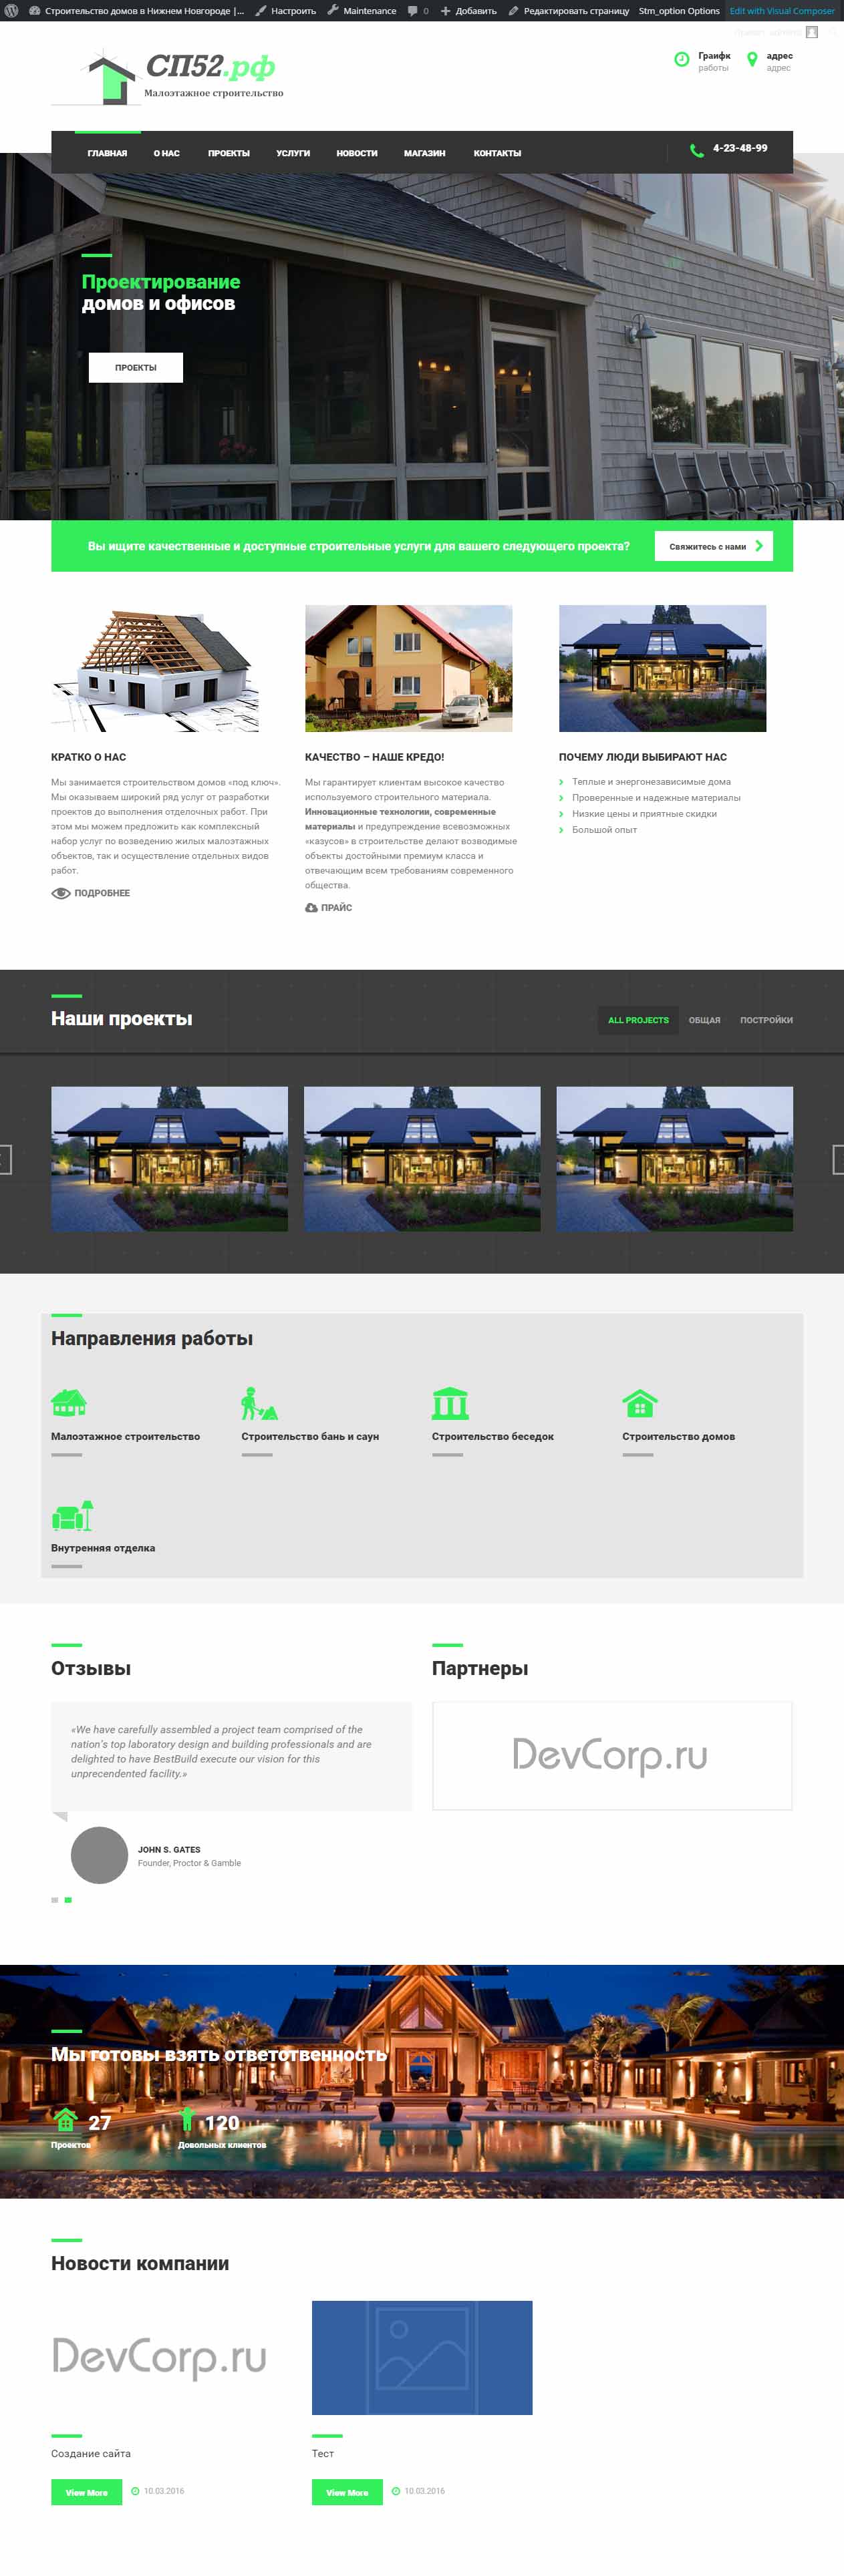 Строительство домов в Нижнем Новгороде |... Настроить Maintenance 0 Добавить Редактировать страницу Stm_option Options Edit with Visual Composer
СП52.рф
Малоэтажное строительство
Граифк
работы
адрес
адрес
ГЛАВНАЯ О НАС ПРОЕКТЫ УСЛУГИ НОВОСТИ МАГАЗИН КОНТАКТЫ
4-23-48-99
Проектирование
домов и офисов
ПРОЕКТЫ
Вы ищите качественные и доступные строительные услуги для вашего следующего проекта?
Свяжитесь с нами
КРАТКО О НАС
Мы занимается строительством домов «под ключ».
Мы оказываем широкий ряд услуг от разработки
проектов до выполнения отделочных работ. При
этом мы можем предложить как комплексный
набор услуг по возведению жилых малоэтажных
объектов, так и осуществление отдельных видов
работ.
ПОДРОБНЕЕ
КАЧЕСТВО – НАШЕ КРЕДО!
Мы гарантирует клиентам высокое качество
используемого строительного материала.
Инновационные технологии, современные
материалы и предупреждение всевозможных
«казусов» в строительстве делают возводимые
объекты достойными премиум класса и
отвечающим всем требованиям современного
общества.
ПРАЙС
ПОЧЕМУ ЛЮДИ ВЫБИРАЮТ НАС
Теплые и энергонезависимые дома
Проверенные и надежные материалы
Низкие цены и приятные скидки
Большой опыт
Наши проекты
ALL PROJECTS ОБЩАЯ ПОСТРОЙКИ
Направления работы
Малоэтажное строительство
Строительство бань и саун
Строительство беседок
Строительство домов
Внутренняя отделка
Отзывы
«We have carefully assembled a project team comprised of the
nation's top laboratory design and building professionals and are
delighted to have BestBuild execute our vision for this
unprecendented facility.»
JOHN S. GATES
Founder, Proctor & Gamble
Партнеры
DevCorp.ru
Мы готовы взять ответственность
27
Проектов
120
Довольных клиентов
Новости компании
DevCorp.ru
Создание сайта
View More 10.03.2016
Тест
View More 10.03.2016